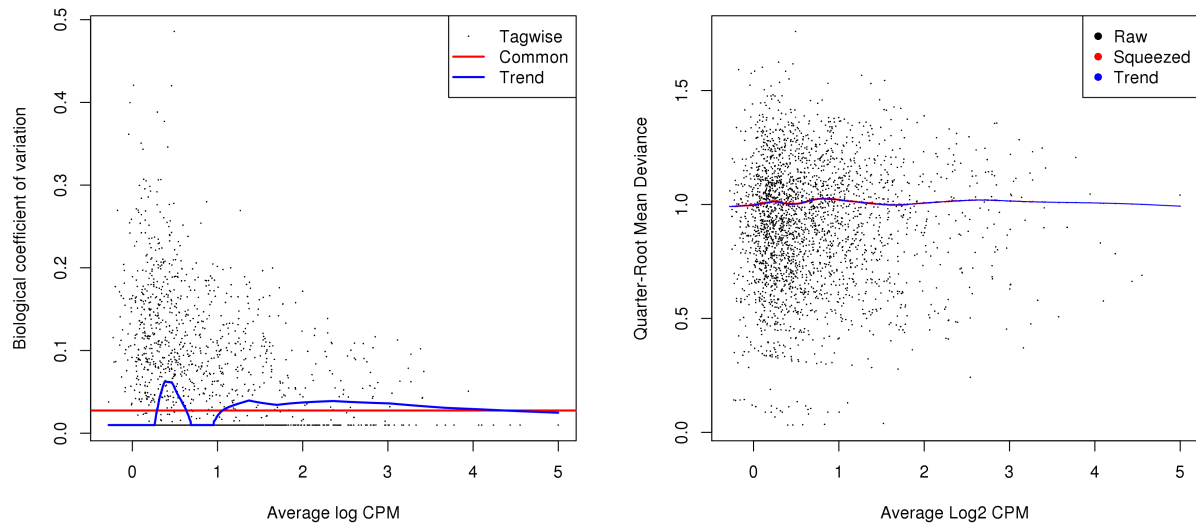 0.5
0.4
0.3
0.2
0.1
0.0
Biological coefficient of variation
Tagwise
Common
Trend
0 1 2 3 4 5
Average log CPM
1.5
1.0
0.5
0.0
Quarter-Root Mean Deviance
Raw
Squeezed
Trend
0 1 2 3 4 5
Average Log2 CPM